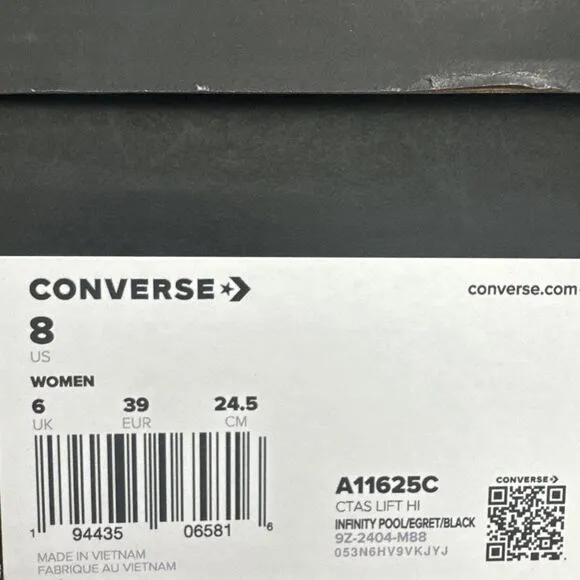 CONVERSE
converse.com
8
US
WOMEN
6 39 24.5
UK EUR CM
1 94435 06581 6
MADE IN VIETNAM
FABRIQUE AU VIETNAM
A11625C
CTAS LIFT HI
INFINITY POOL/EGRET/BLACK
9Z-2404-M88
053N6HV9VKJYJ
CONVERSE